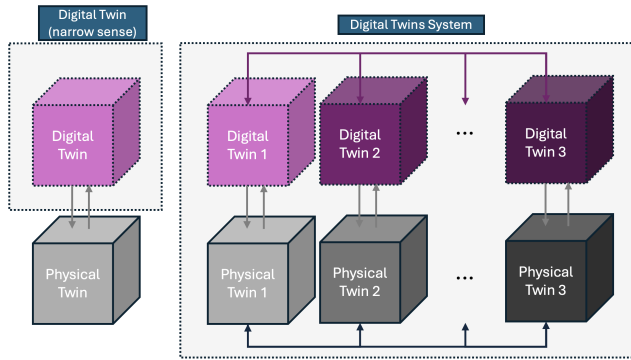 Digital Twin
(narrow sense)
Digital Twins System
Digital
Twin
Digital
Twin 1
Digital
Twin 2
...
Digital
Twin 3
Physical
Twin
Physical
Twin 1
Physical
Twin 2
...
Physical
Twin 3